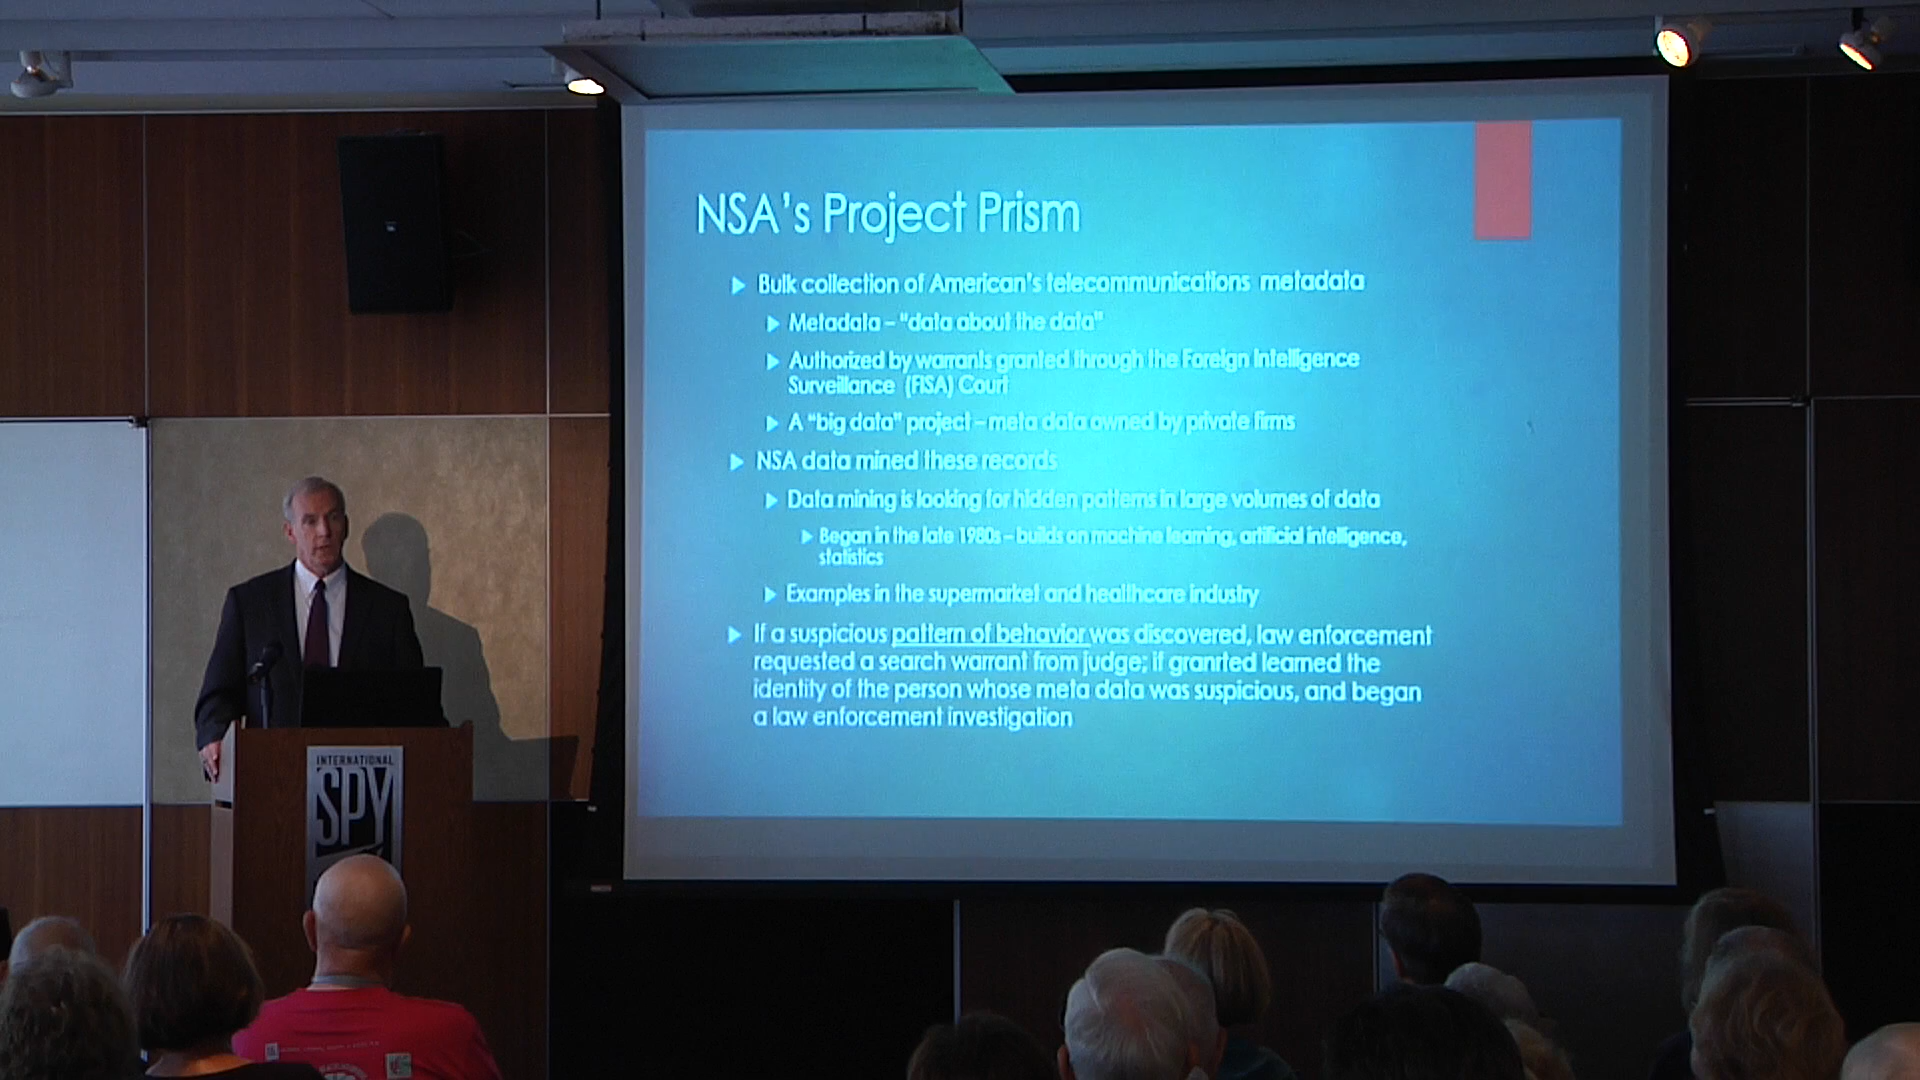 NSA's Project Prism
Bulk collection of American's telecommunications metadata
Metadata – "data about the data"
Authorized by warrants granted through the Foreign Intelligence
Surveillance (FISA) Court
A "big data" project – meta data owned by private firms
NSA data mined these records
Data mining is looking for hidden patterns in large volumes of data
Began in the late 1980s – builds on machine learning, artificial intelligence,
statistics
Examples in the supermarket and healthcare industry
If a suspicious pattern of behavior was discovered, law enforcement
requested a search warrant from judge; if granrted learned the
identity of the person whose meta data was suspicious, and began
a law enforcement investigation
INTERNATIONAL
SPY